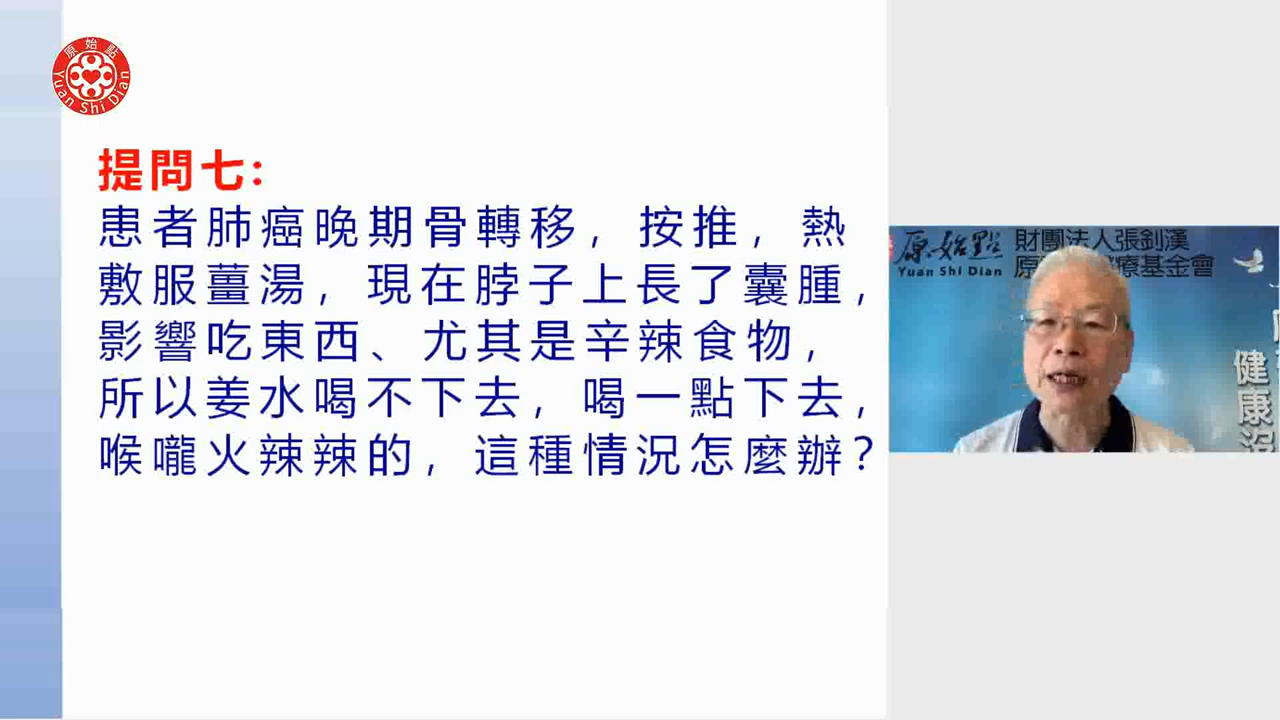 原始點
Yuan Shi Dian
提問七:
患者肺癌晚期骨轉移，按推，熱
敷服薑湯，現在脖子上長了囊腫，
影響吃東西、尤其是辛辣食物，
所以姜水喝不下去，喝一點下去，
喉嚨火辣辣的，這種情況怎麼辦？
原始點
Yuan Shi Dian
財團法人張釗漢
原 療基金會
健康沒